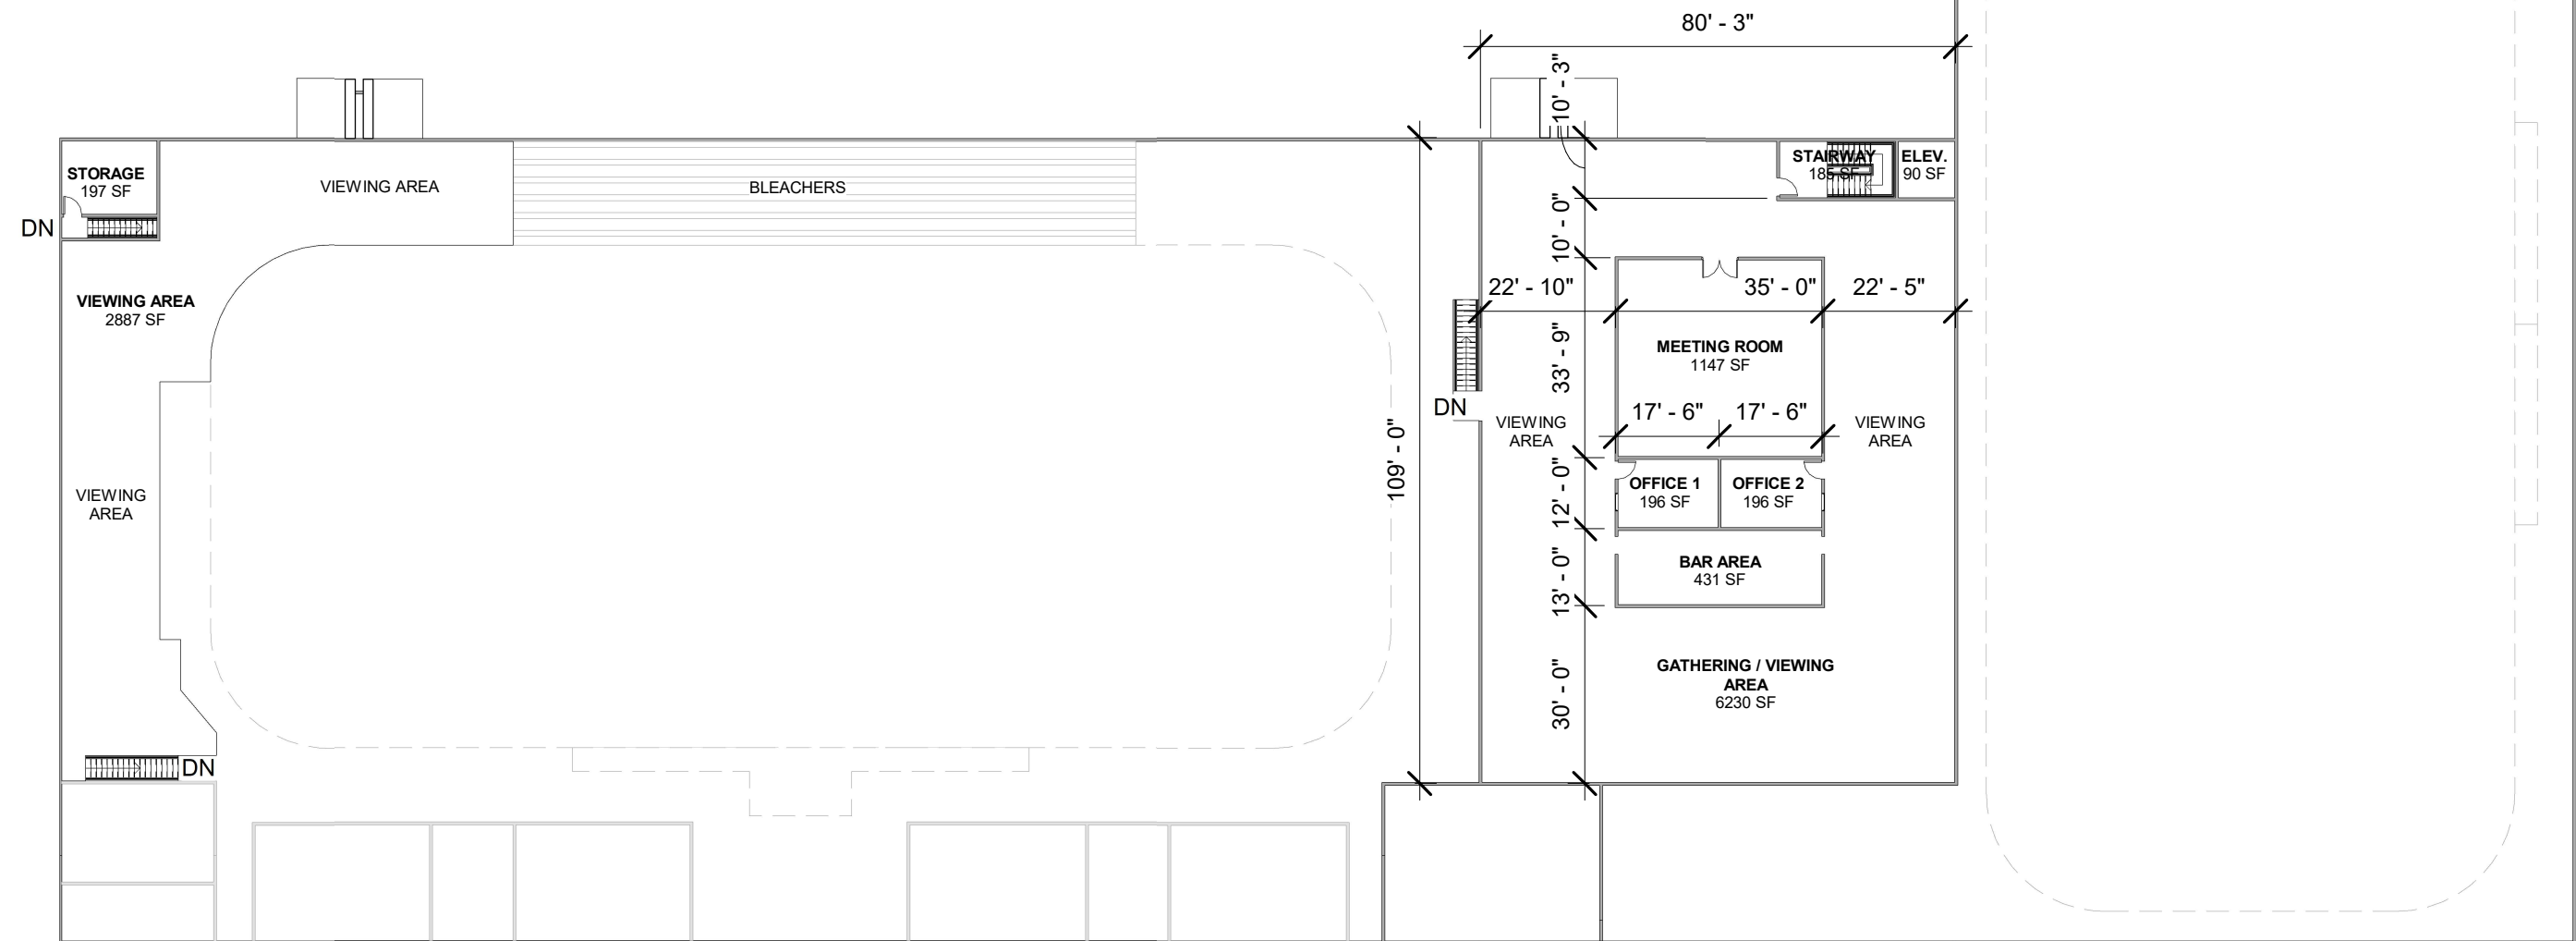 80' - 3"
10' - 3"
STORAGE
197 SF
VIEWING AREA
BLEACHERS
STAIRWAY
185 SF
ELEV.
90 SF
DN
10' - 0"
VIEWING AREA
2887 SF
22' - 10"
35' - 0"
22' - 5"
33' - 9"
MEETING ROOM
1147 SF
DN
17' - 6"
17' - 6"
109' - 0"
VIEWING
AREA
VIEWING
AREA
VIEWING
AREA
12' - 0"
OFFICE 1
196 SF
OFFICE 2
196 SF
13' - 0"
BAR AREA
431 SF
30' - 0"
GATHERING / VIEWING
AREA
6230 SF
DN